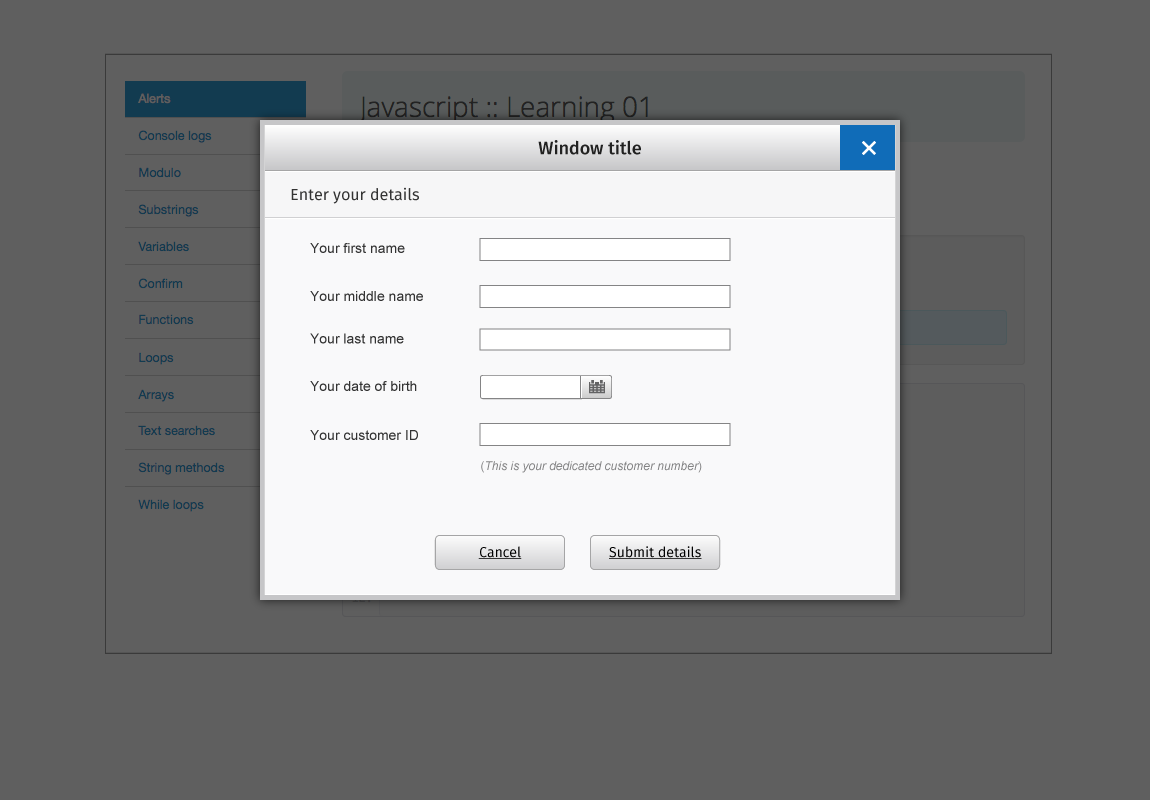 Javascript :: Learning 01
Alerts
Console logs
Modulo
Substrings
Variables
Confirm
Functions
Loops
Arrays
Text searches
String methods
While loops
Window title
Enter your details
Your first name
Your middle name
Your last name
Your date of birth
Your customer ID
(This is your dedicated customer number)
Cancel
Submit details